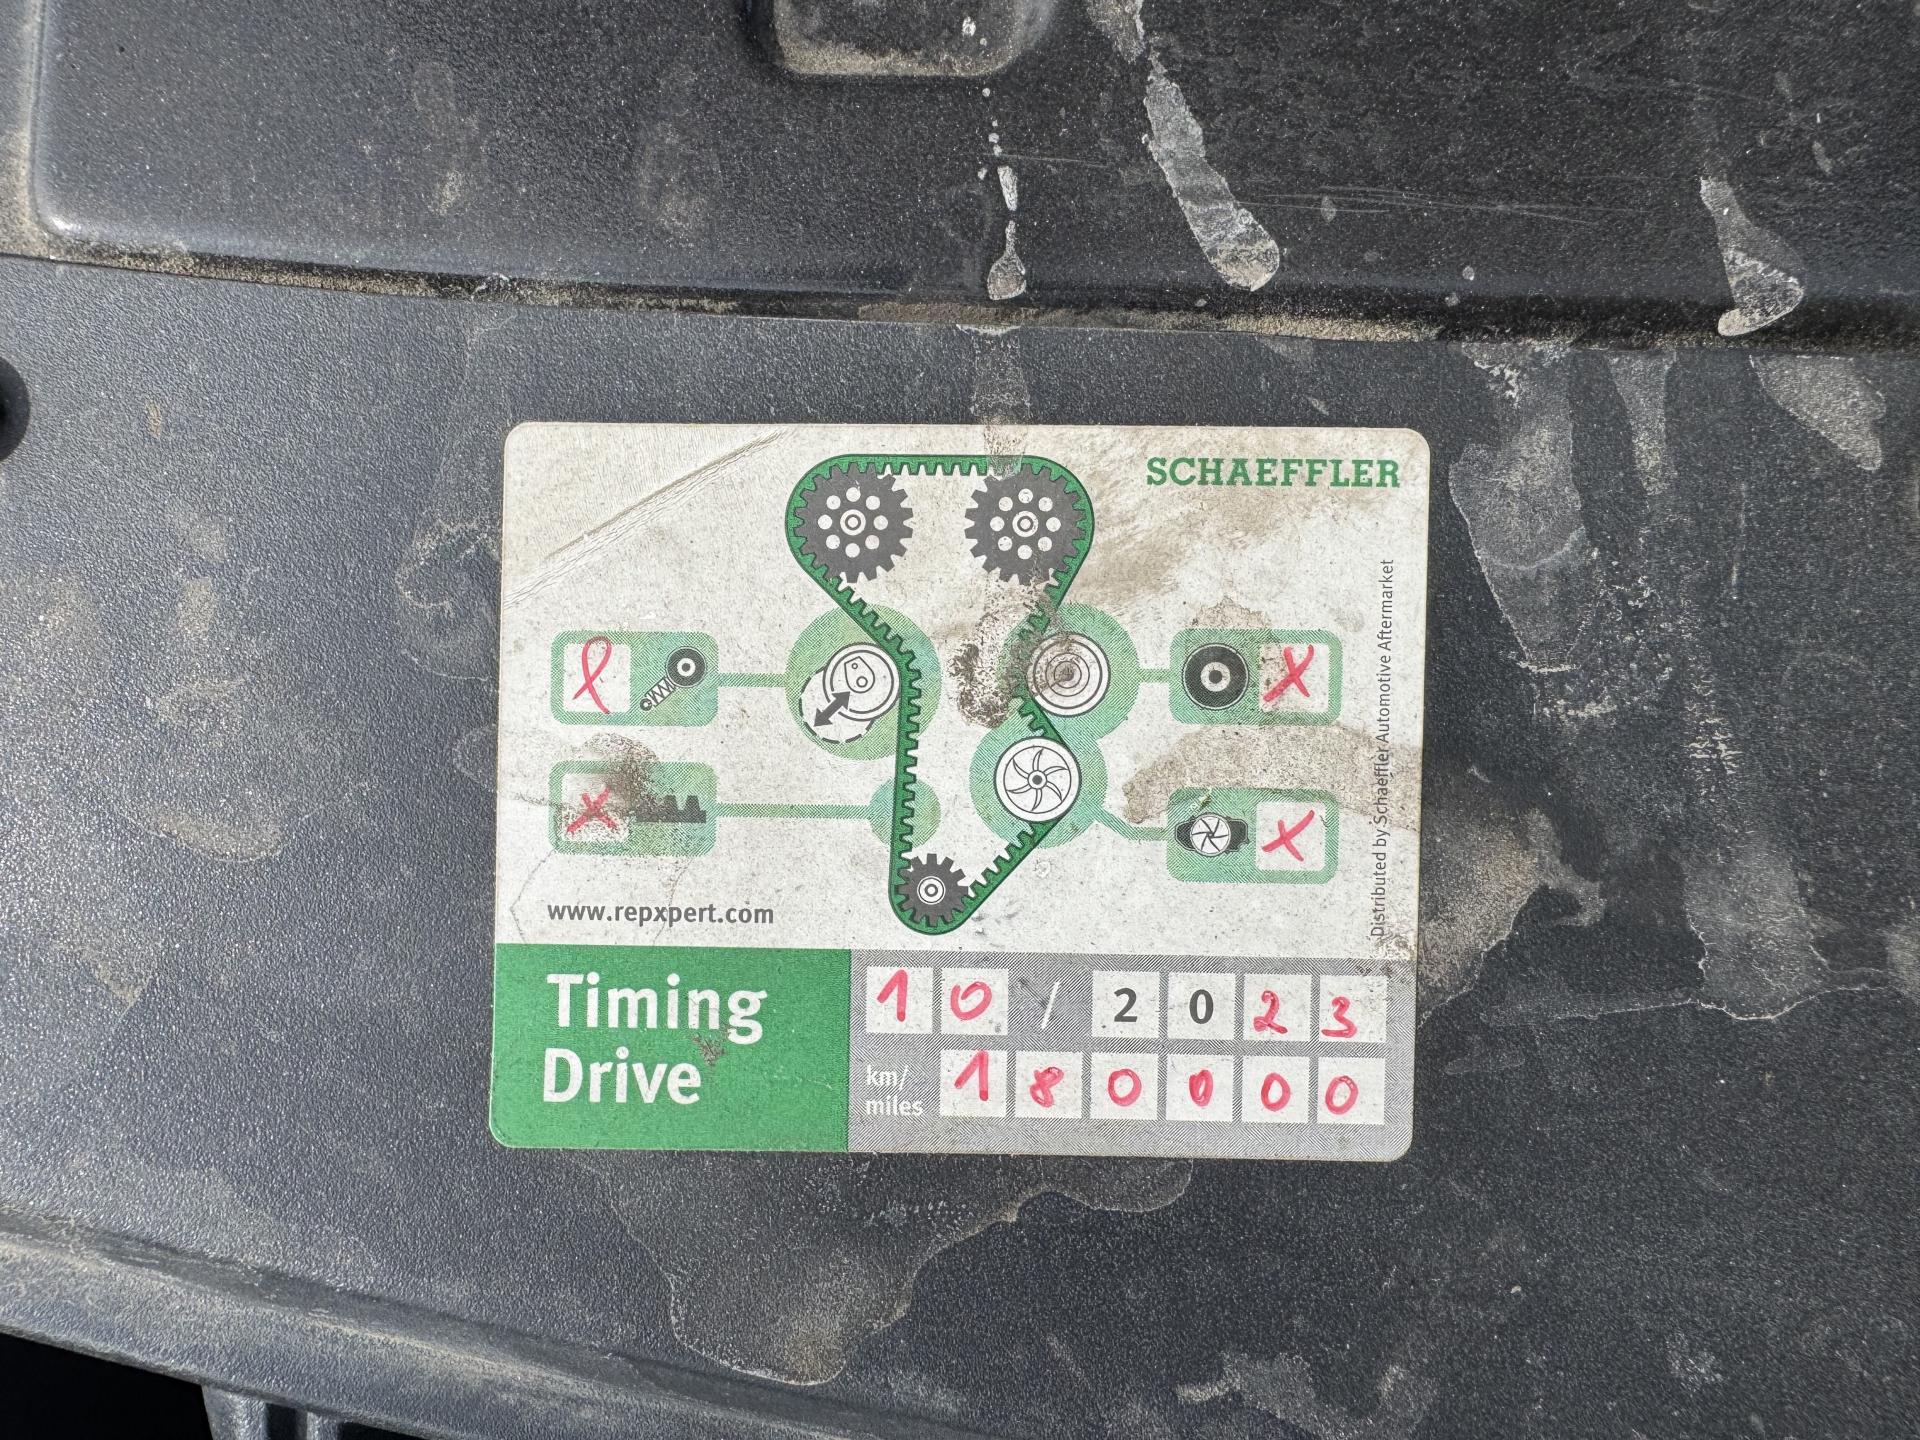 SCHAEFFLER
Distributed by Schaeffler Automotive Aftermarket
x
x
x
x
www.repxpert.com
Timing
Drive
10 / 2023
km/
miles
180000